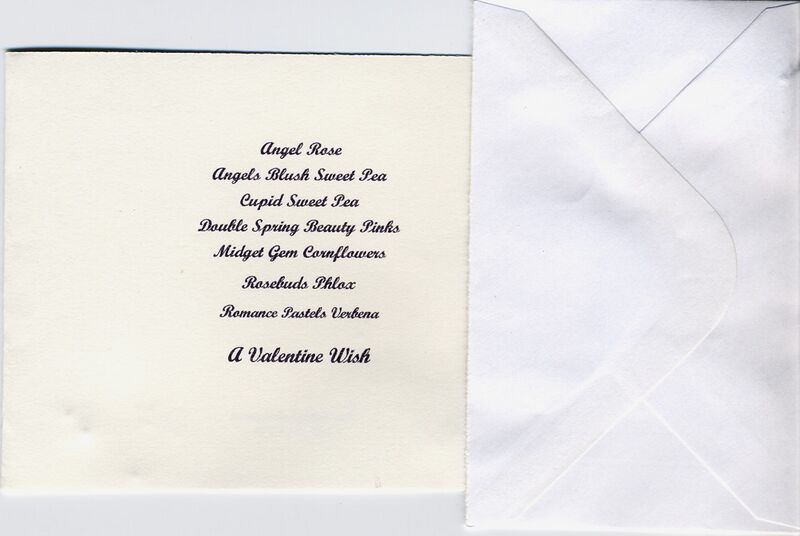 Angel Rose
Angels Blush Sweet Pea
Cupid Sweet Pea
Double Spring Beauty Pinks
Midget Gem Cornflowers
Rosebuds Phlox
Romance Pastels Verbena
A Valentine Wish